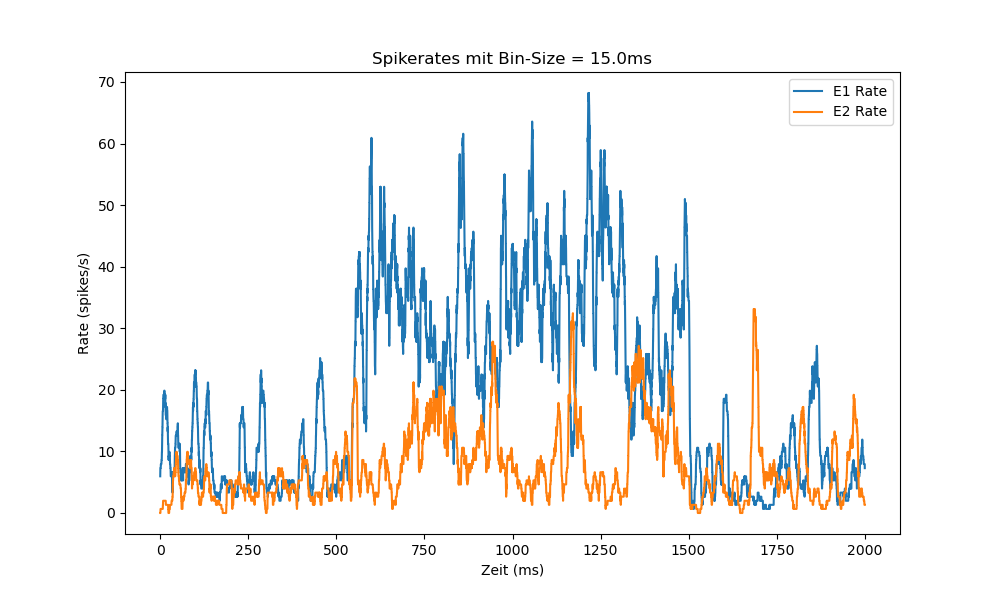 Spikerates mit Bin-Size = 15.0ms
E1 Rate
E2 Rate
Rate (spikes/s)
70
60
50
40
30
20
10
0
0 250 500 750 1000 1250 1500 1750 2000
Zeit (ms)